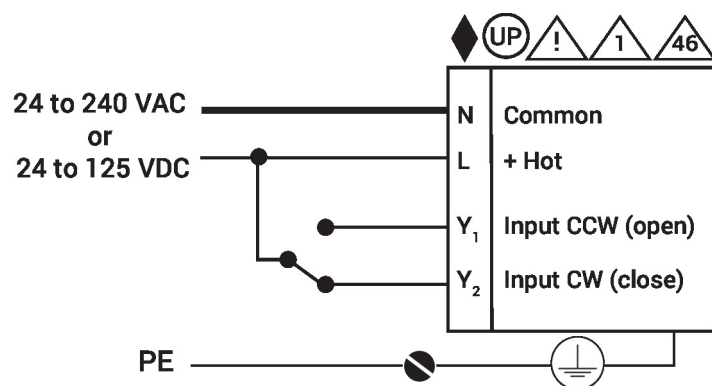 UP ! 1 46
24 to 240 VAC
or
24 to 125 VDC
N Common
L + Hot
Y₁ Input CCW (open)
Y₂ Input CW (close)
PE